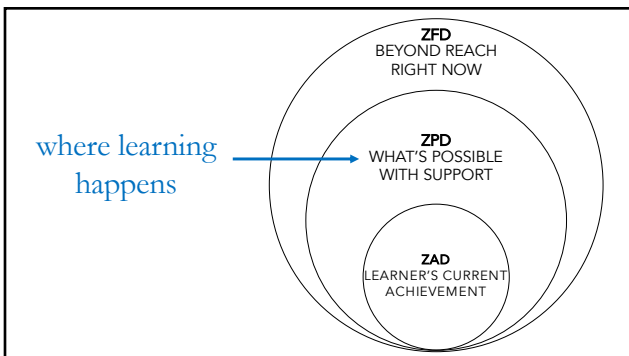 ZFD
BEYOND REACH
RIGHT NOW
where learning
happens
ZPD
WHAT'S POSSIBLE
WITH SUPPORT
ZAD
LEARNER'S CURRENT
ACHIEVEMENT